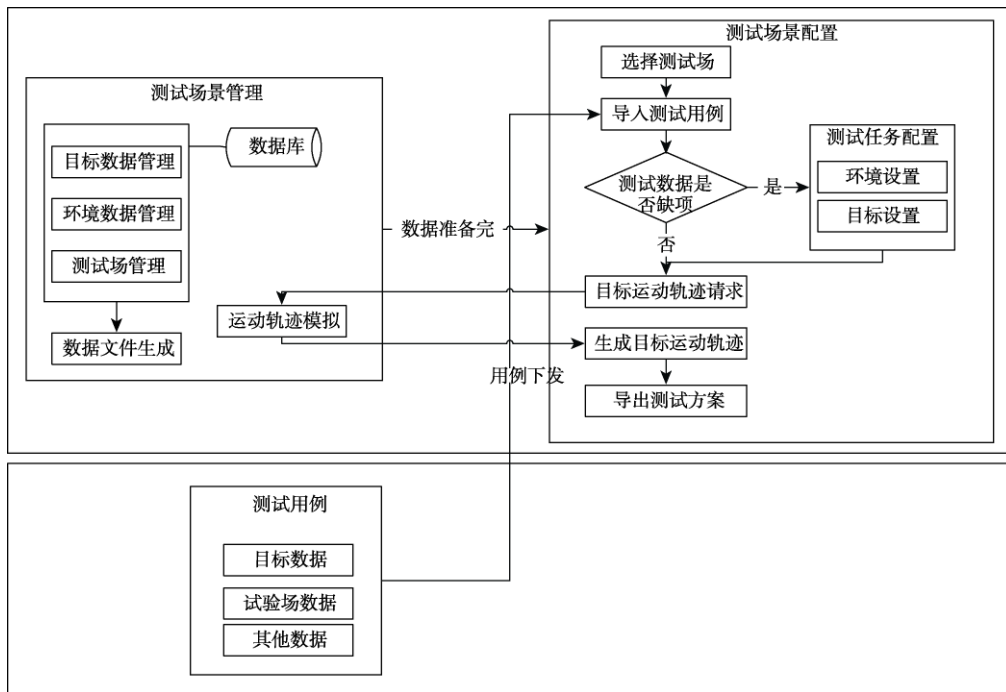 测试场景管理
目标数据管理
环境数据管理
测试场管理
数据库
数据文件生成
运动轨迹模拟
数据准备完
用例下发
测试场景配置
选择测试场
导入测试用例
测试数据是
否缺项
是
否
测试任务配置
环境设置
目标设置
目标运动轨迹请求
生成目标运动轨迹
导出测试方案
测试用例
目标数据
试验场数据
其他数据